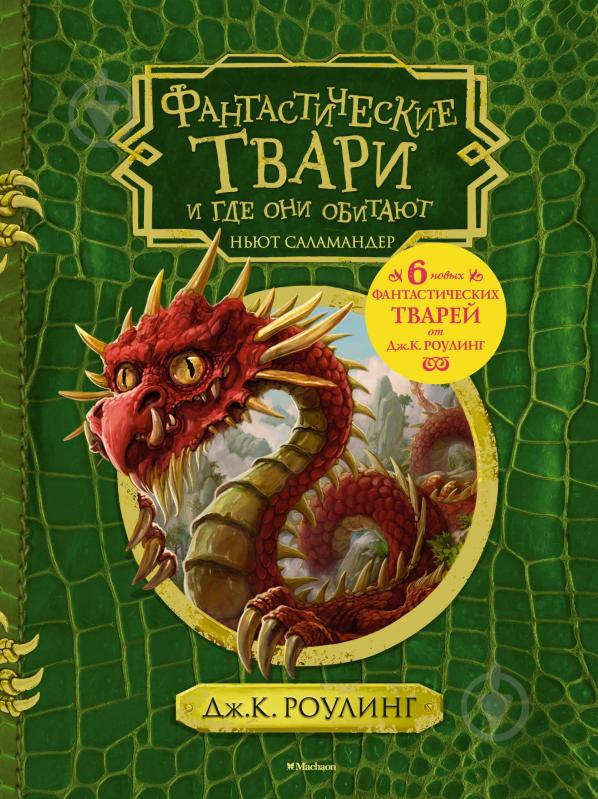 Фантастические
твари
и где они обитают
Ньют Саламандер
6 новых
фантастических
тварей
от
Дж.К. Роулинг
Дж.К. Роулинг
Machaon